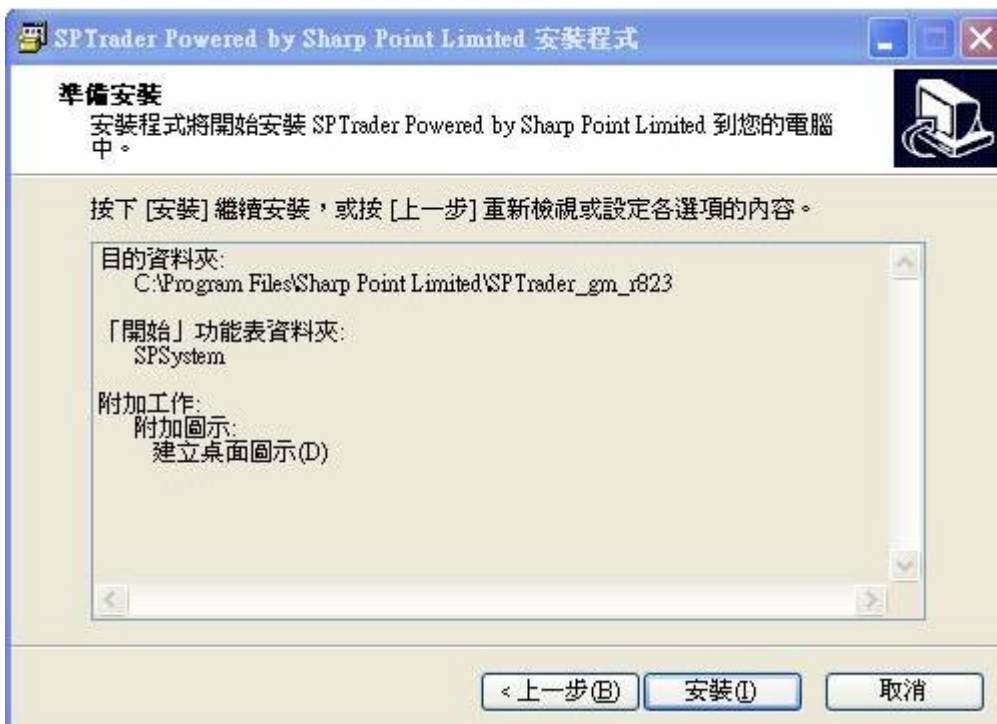 SPTrader Powered by Sharp Point Limited 安裝程式
準備安裝
安裝程式將開始安裝 SPTrader Powered by Sharp Point Limited 到您的電腦
中。
按下 [安裝] 繼續安裝，或按 [上一步] 重新檢視或設定各選項的內容。
目的資料夾:
C:\Program Files\Sharp Point Limited\SPTrader_gm_r823
「開始」功能表資料夾:
SPSystem
附加工作:
附加圖示:
建立桌面圖示(D)
< 上一步(B)
安裝(I)
取消